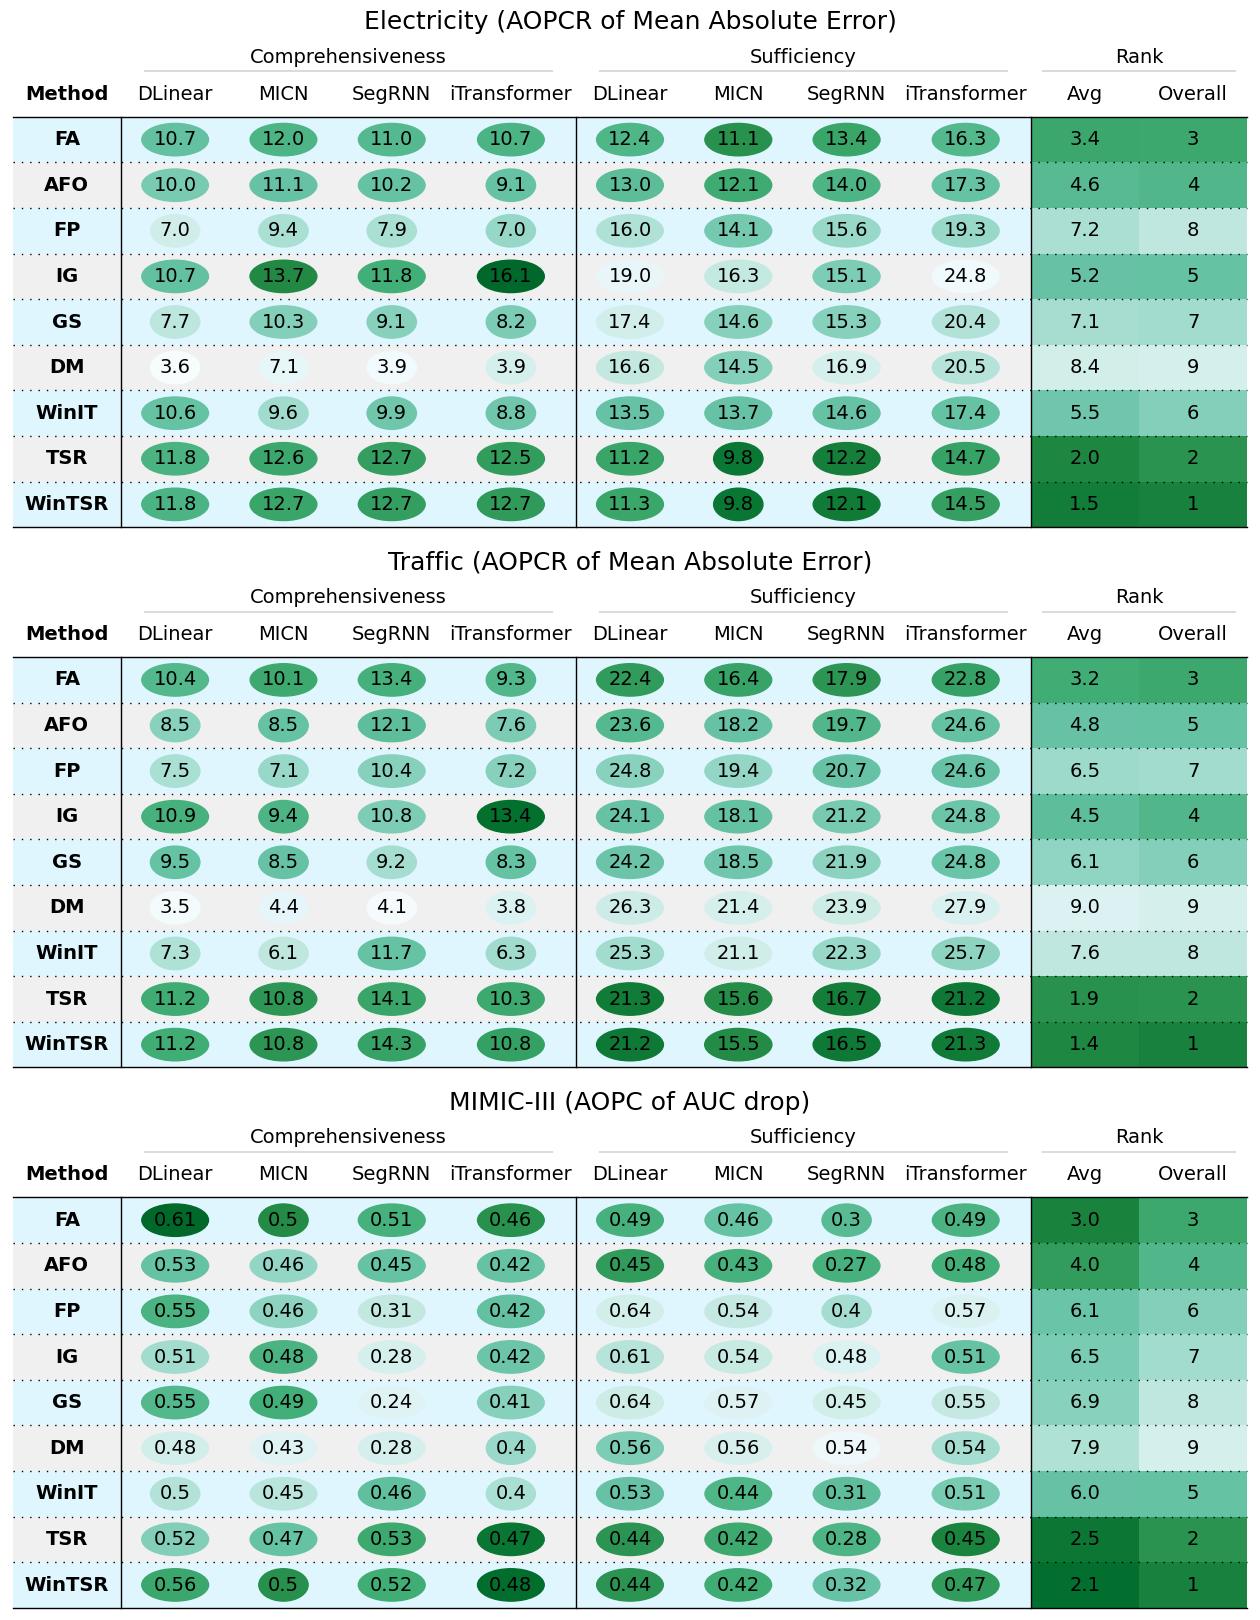 Electricity (AOPCR of Mean Absolute Error)
Comprehensiveness Sufficiency Rank
Method DLinear MICN SegRNN iTransformer DLinear MICN SegRNN iTransformer Avg Overall
FA 10.7 12.0 11.0 10.7 12.4 11.1 13.4 16.3 3.4 3
AFO 10.0 11.1 10.2 9.1 13.0 12.1 14.0 17.3 4.6 4
FP 7.0 9.4 7.9 7.0 16.0 14.1 15.6 19.3 7.2 8
IG 10.7 13.7 11.8 16.1 19.0 16.3 15.1 24.8 5.2 5
GS 7.7 10.3 9.1 8.2 17.4 14.6 15.3 20.4 7.1 7
DM 3.6 7.1 3.9 3.9 16.6 14.5 16.9 20.5 8.4 9
WinIT 10.6 9.6 9.9 8.8 13.5 13.7 14.6 17.4 5.5 6
TSR 11.8 12.6 12.7 12.5 11.2 9.8 12.2 14.7 2.0 2
WinTSR 11.8 12.7 12.7 12.7 11.3 9.8 12.1 14.5 1.5 1
Traffic (AOPCR of Mean Absolute Error)
Comprehensiveness Sufficiency Rank
Method DLinear MICN SegRNN iTransformer DLinear MICN SegRNN iTransformer Avg Overall
FA 10.4 10.1 13.4 9.3 22.4 16.4 17.9 22.8 3.2 3
AFO 8.5 8.5 12.1 7.6 23.6 18.2 19.7 24.6 4.8 5
FP 7.5 7.1 10.4 7.2 24.8 19.4 20.7 24.6 6.5 7
IG 10.9 9.4 10.8 13.4 24.1 18.1 21.2 24.8 4.5 4
GS 9.5 8.5 9.2 8.3 24.2 18.5 21.9 24.8 6.1 6
DM 3.5 4.4 4.1 3.8 26.3 21.4 23.9 27.9 9.0 9
WinIT 7.3 6.1 11.7 6.3 25.3 21.1 22.3 25.7 7.6 8
TSR 11.2 10.8 14.1 10.3 21.3 15.6 16.7 21.2 1.9 2
WinTSR 11.2 10.8 14.3 10.8 21.2 15.5 16.5 21.3 1.4 1
MIMIC-III (AOPC of AUC drop)
Comprehensiveness Sufficiency Rank
Method DLinear MICN SegRNN iTransformer DLinear MICN SegRNN iTransformer Avg Overall
FA 0.61 0.5 0.51 0.46 0.49 0.46 0.3 0.49 3.0 3
AFO 0.53 0.46 0.45 0.42 0.45 0.43 0.27 0.48 4.0 4
FP 0.55 0.46 0.31 0.42 0.64 0.54 0.4 0.57 6.1 6
IG 0.51 0.48 0.28 0.42 0.61 0.54 0.48 0.51 6.5 7
GS 0.55 0.49 0.24 0.41 0.64 0.57 0.45 0.55 6.9 8
DM 0.48 0.43 0.28 0.4 0.56 0.56 0.54 0.54 7.9 9
WinIT 0.5 0.45 0.46 0.4 0.53 0.44 0.31 0.51 6.0 5
TSR 0.52 0.47 0.53 0.47 0.44 0.42 0.28 0.45 2.5 2
WinTSR 0.56 0.5 0.52 0.48 0.44 0.42 0.32 0.47 2.1 1